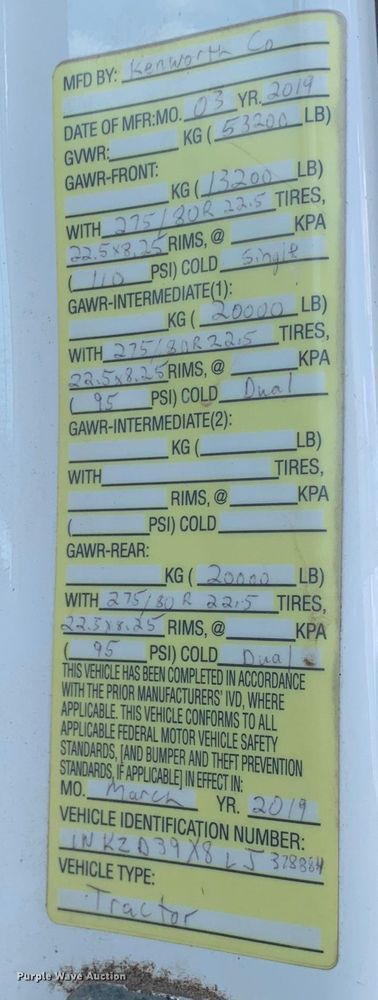 MFD BY: Kenworth Co
DATE OF MFR:MO. 03 YR. 2019
GVWR: KG ( 53200 LB)
GAWR-FRONT:
KG ( 13200 LB)
WITH 275/80R 22.5 TIRES,
22.5x8.25 RIMS, @ KPA
( 110 PSI) COLD Single
GAWR-INTERMEDIATE(1):
KG ( 20000 LB)
WITH 275/80R22.5 TIRES,
22.5x8.25 RIMS, @ KPA
( 95 PSI) COLD Dual
GAWR-INTERMEDIATE(2):
KG ( LB)
WITH TIRES,
RIMS, @ KPA
( PSI) COLD
GAWR-REAR:
KG ( 20000 LB)
WITH 275/80 R 22.5 TIRES,
22.5x8.25 RIMS, @ KPA
( 95 PSI) COLD Dual
THIS VEHICLE HAS BEEN COMPLETED IN ACCORDANCE
WITH THE PRIOR MANUFACTURERS' IVD, WHERE
APPLICABLE. THIS VEHICLE CONFORMS TO ALL
APPLICABLE FEDERAL MOTOR VEHICLE SAFETY
STANDARDS, [AND BUMPER AND THEFT PREVENTION
STANDARDS, IF APPLICABLE] IN EFFECT IN:
MO. March YR. 2019
VEHICLE IDENTIFICATION NUMBER:
1NKZD39X8LJ378384
VEHICLE TYPE:
Tractor
Purple Wave Auction